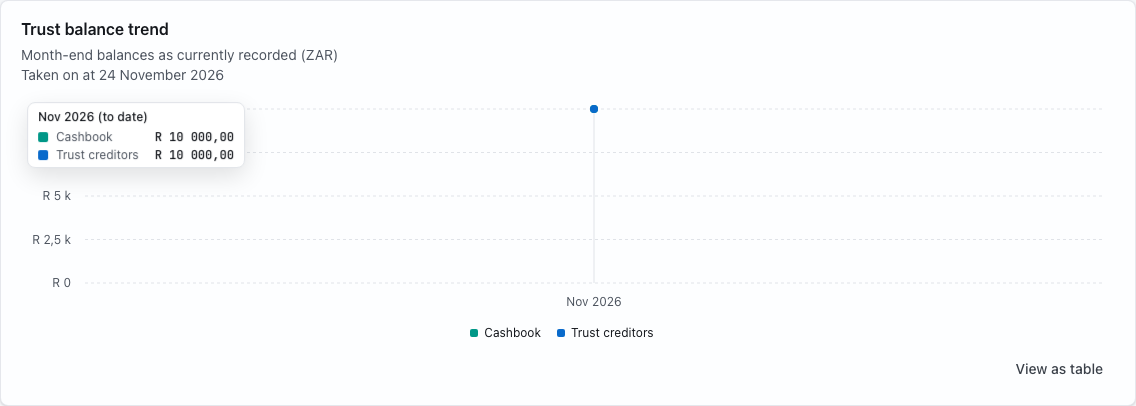 Trust balance trend
Month-end balances as currently recorded (ZAR)
Taken on at 24 November 2026
Nov 2026 (to date)
Cashbook R 10 000,00
Trust creditors R 10 000,00
R 5 k
R 2,5 k
R 0
Nov 2026
Cashbook Trust creditors
View as table